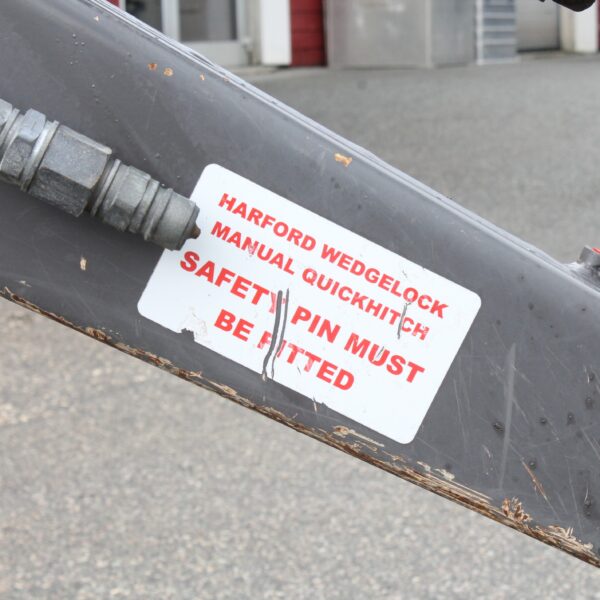 HARFORD WEDGELOCK
MANUAL QUICKHITCH
SAFETY PIN MUST
BE FITTED